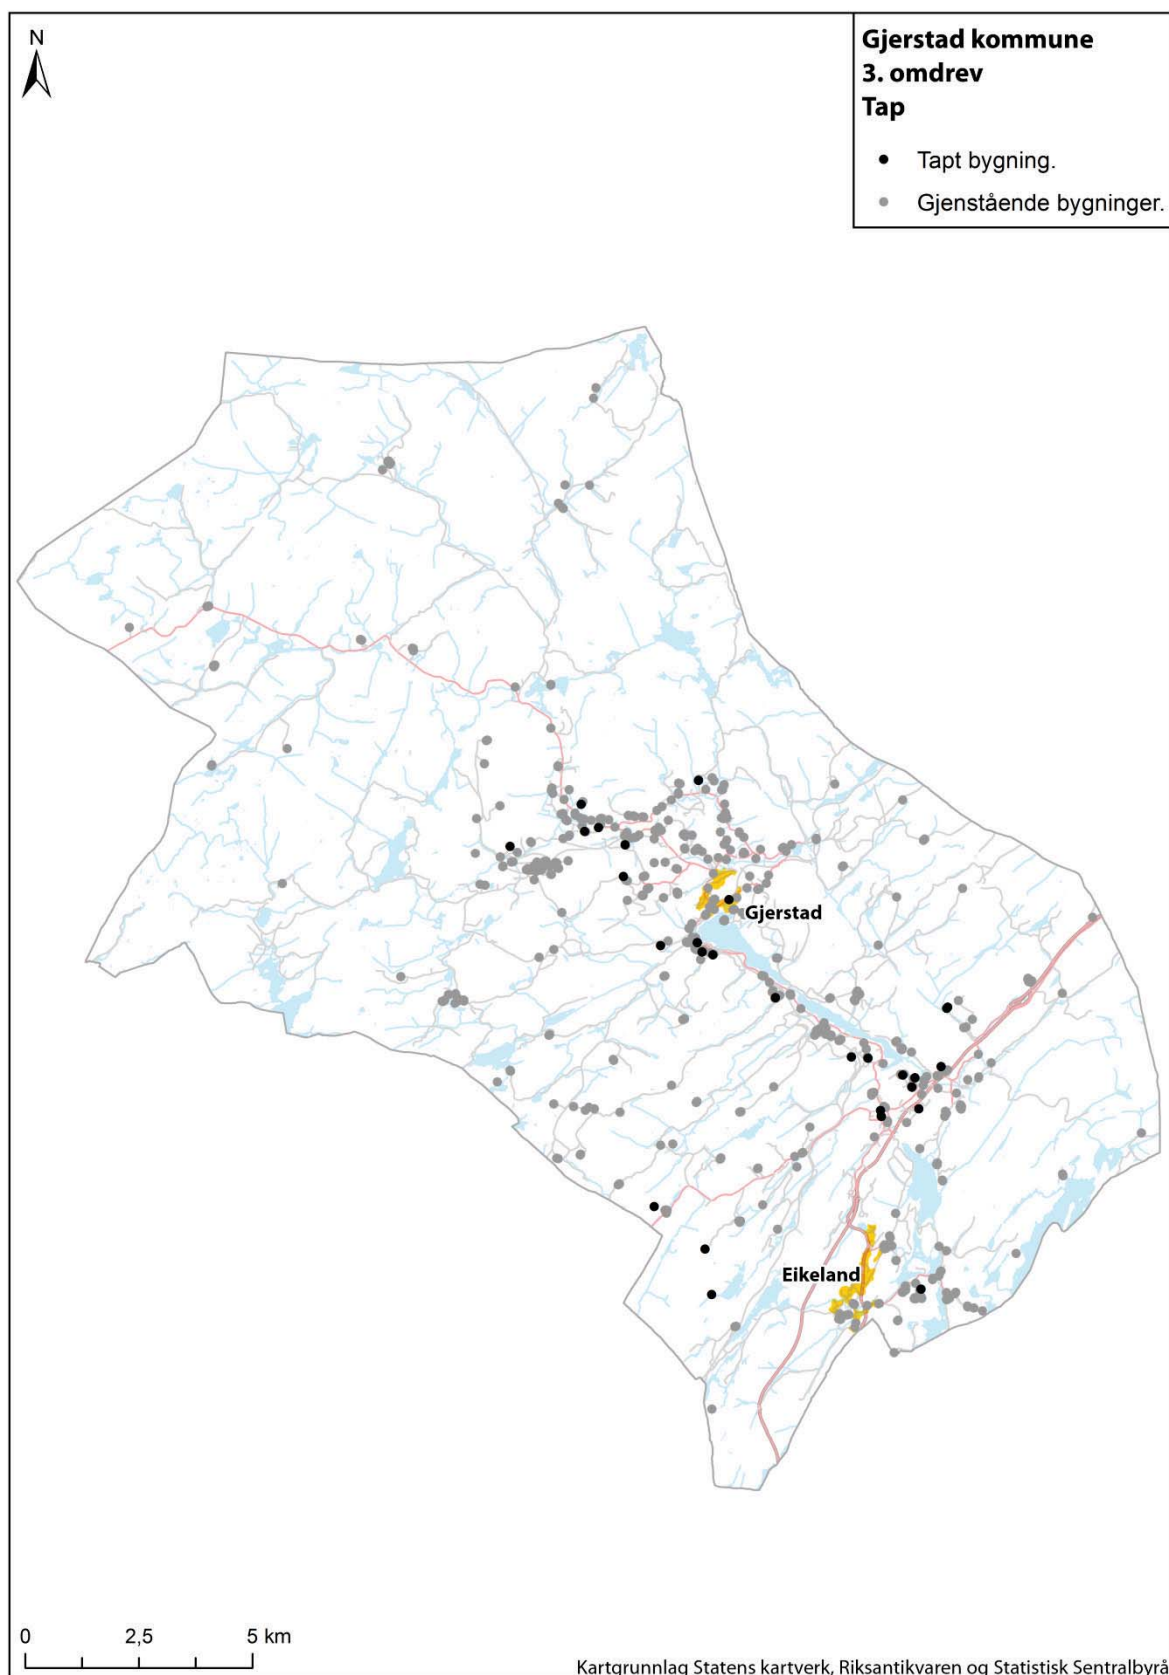 N
Gjerstad kommune
3. omdrev
Tap
Tapt bygning.
Gjenstående bygninger.
Gjerstad
Eikeland
0 2,5 5 km
Kartgrunnlag Statens kartverk, Riksantikvaren og Statistisk Sentralbyrå